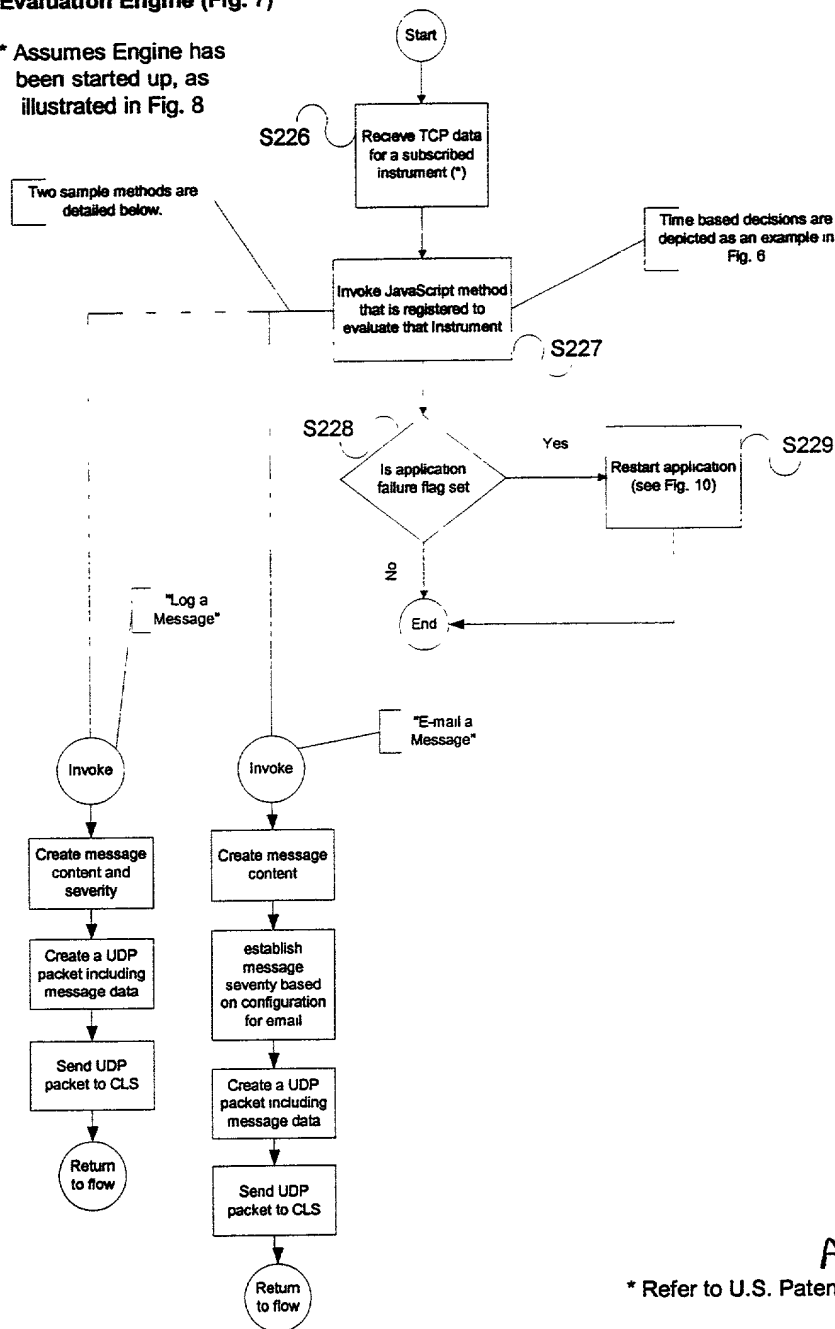 Evaluation Engine (Fig. 7)
* Assumes Engine has
been started up, as
illustrated in Fig. 8
Start
S226
Recieve TCP data
for a subscribed
instrument (*)
Two sample methods are
detailed below.
Time based decisions are
depicted as an example in
Fig. 6
Invoke JavaScript method
that is registered to
evaluate that Instrument
S227
S228
Is application
failure flag set
Yes
Restart application
(see Fig. 10)
S229
No
End
"Log a
Message"
"E-mail a
Message"
Invoke
Invoke
Create message
content and
severity
Create a UDP
packet including
message data
Send UDP
packet to CLS
Return
to flow
Create message
content
establish
message
severity based
on configuration
for email
Create a UDP
packet including
message data
Send UDP
packet to CLS
Return
to flow
* Refer to U.S. Paten